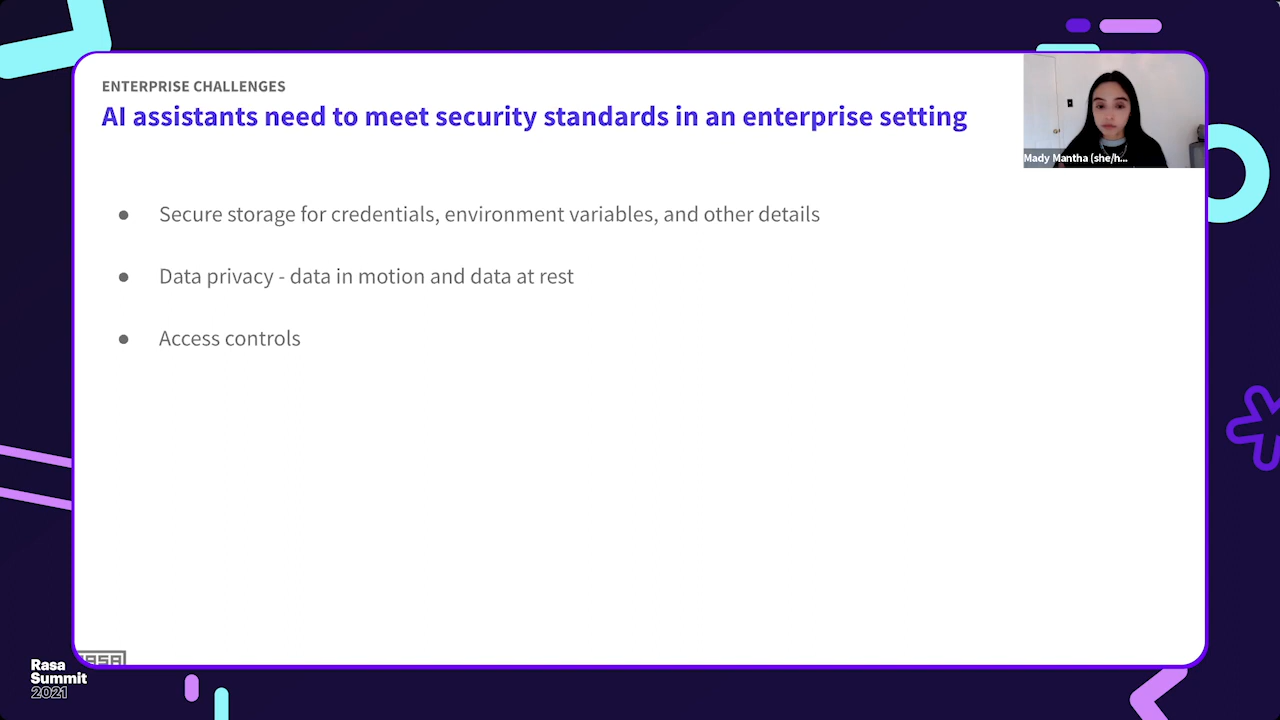 ENTERPRISE CHALLENGES
AI assistants need to meet security standards in an enterprise setting
Mady Mantha (she/h...
● Secure storage for credentials, environment variables, and other details
● Data privacy - data in motion and data at rest
● Access controls
RASA
Rasa
Summit
2021